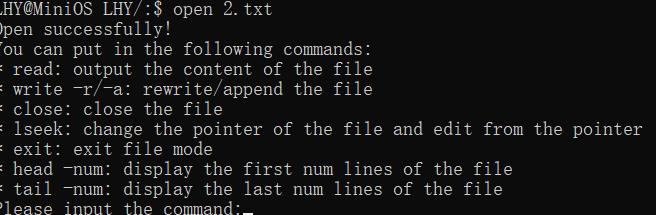 LHY@MiniOS LHY/:$ open 2.txt
Open successfully!
You can put in the following commands:
* read: output the content of the file
* write -r/-a: rewrite/append the file
* close: close the file
* lseek: change the pointer of the file and edit from the pointer
* exit: exit file mode
* head -num: display the first num lines of the file
* tail -num: display the last num lines of the file
Please input the command: